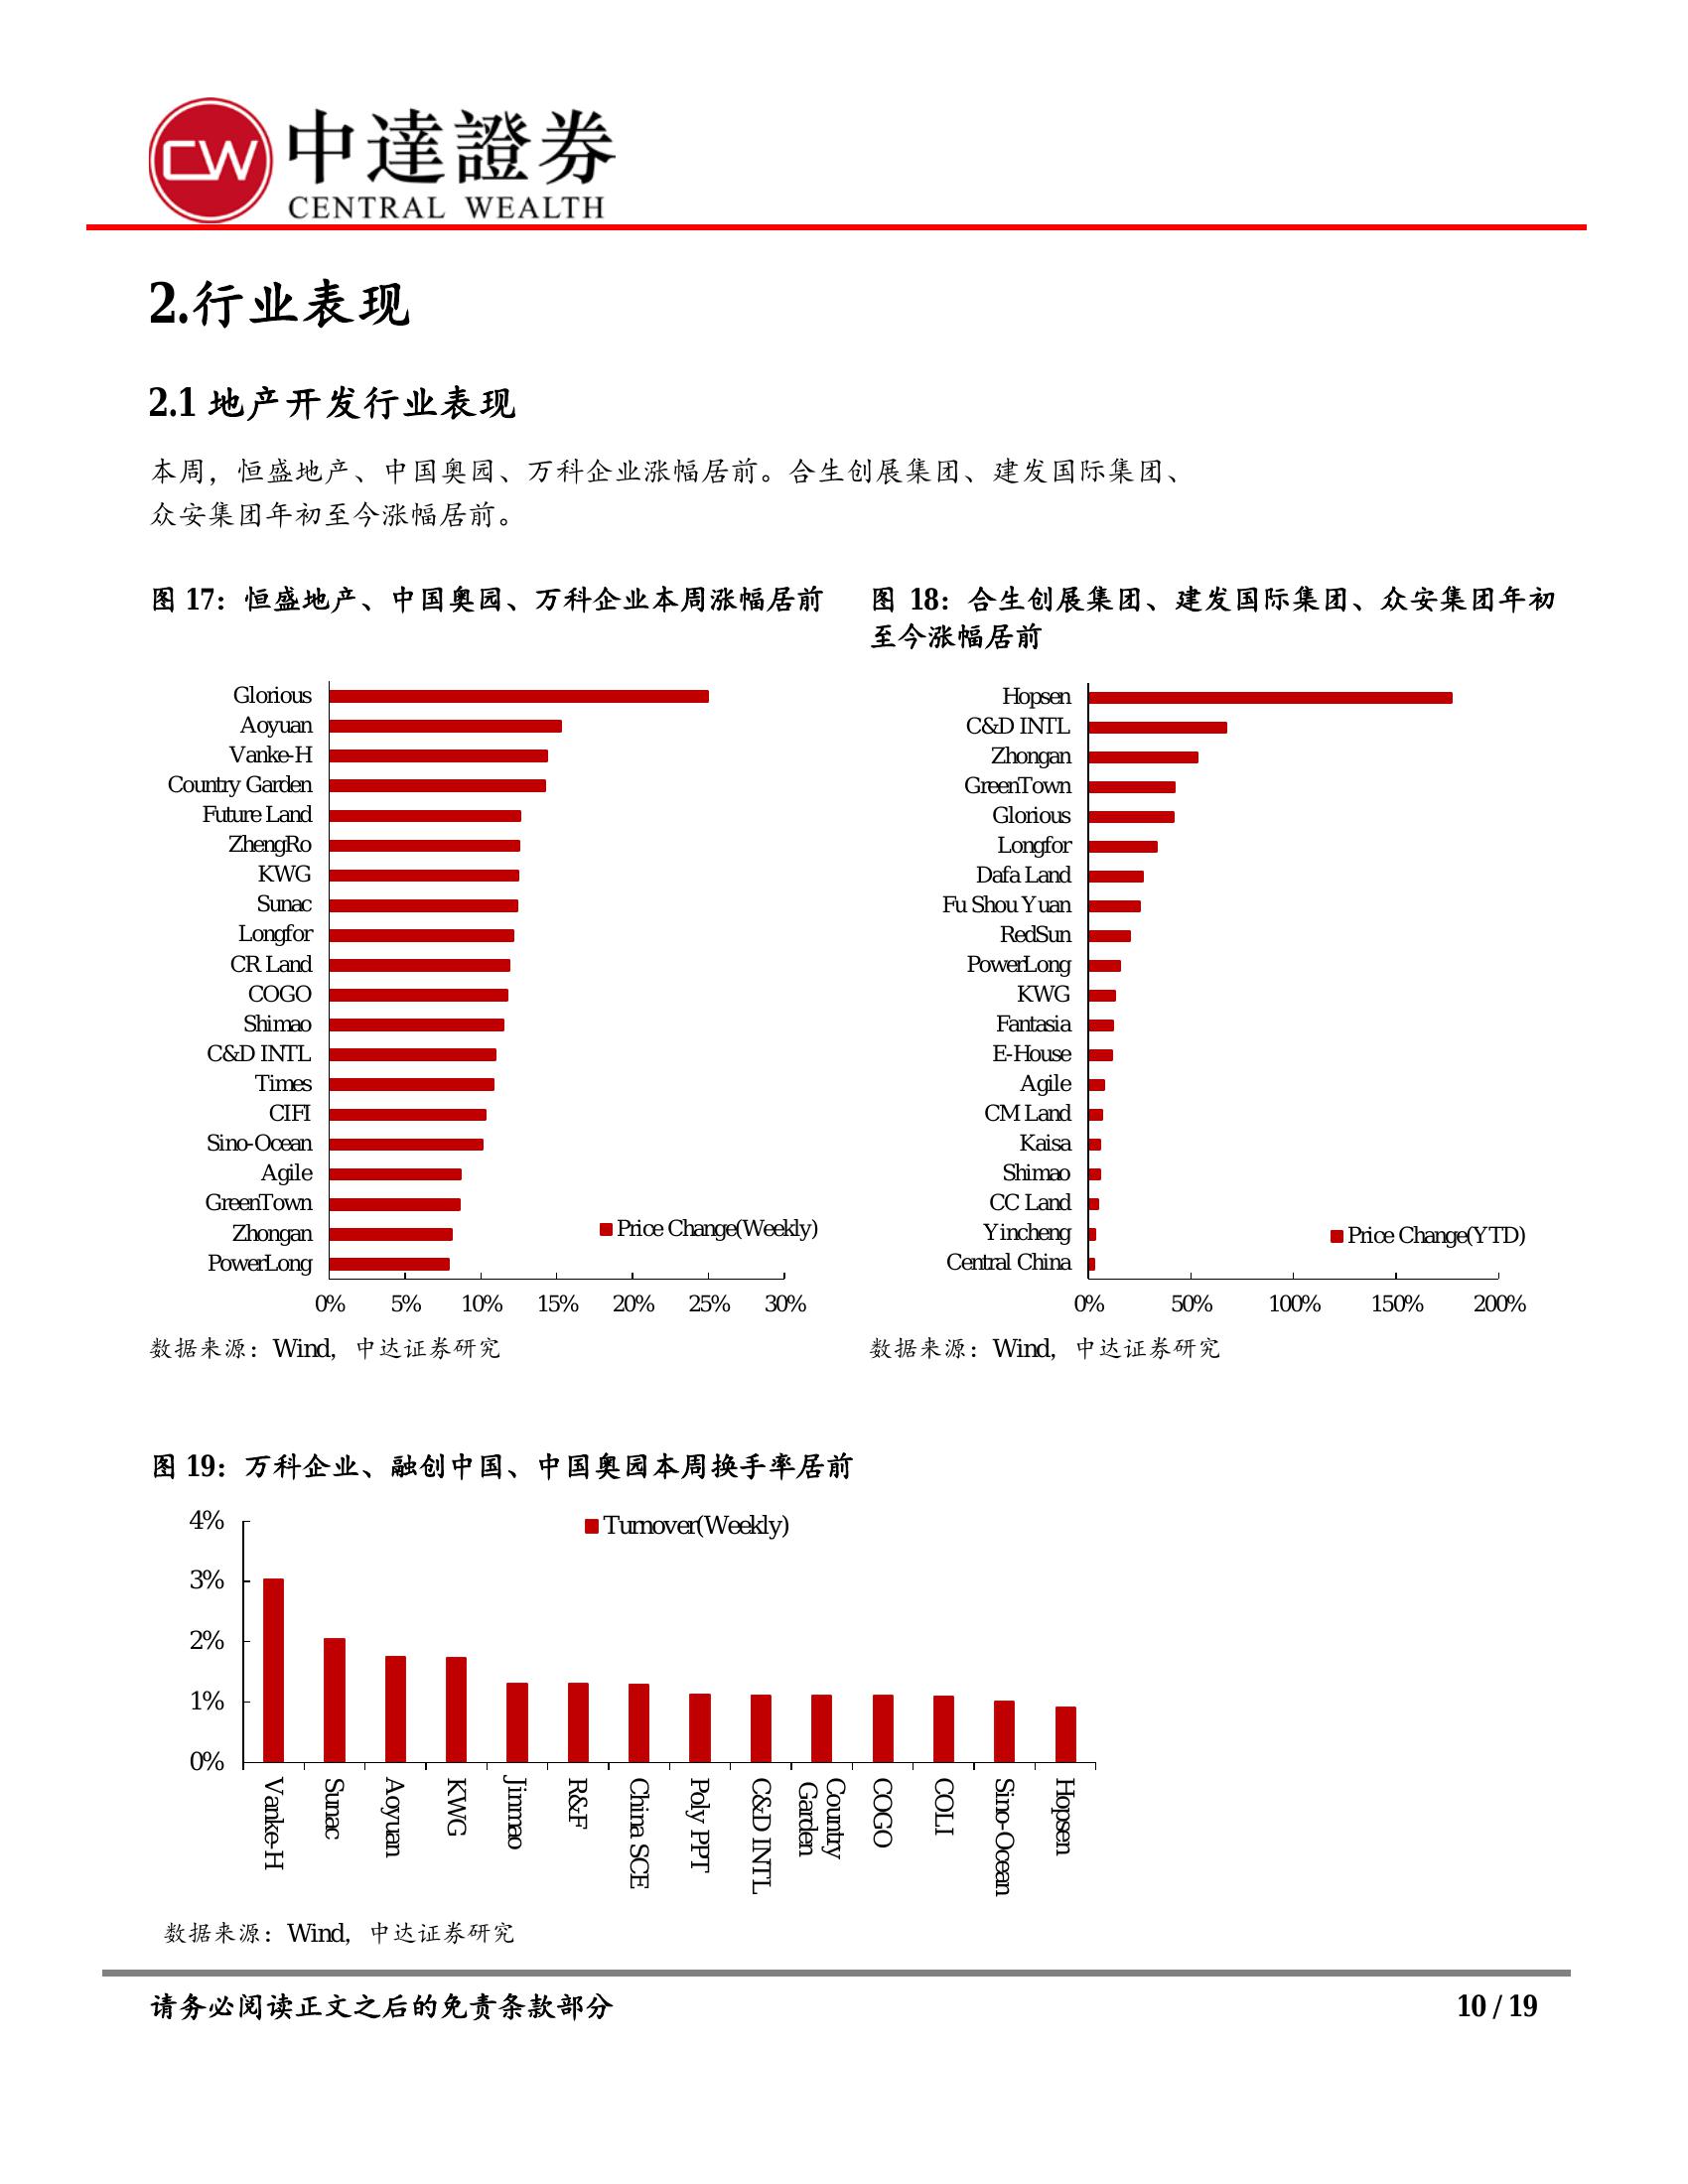 CW 中達證券
CENTRAL WEALTH
2.行业表现
2.1 地产开发行业表现
本周，恒盛地产、中国奥园、万科企业涨幅居前。合生创展集团、建发国际集团、
众安集团年初至今涨幅居前。
图 17：恒盛地产、中国奥园、万科企业本周涨幅居前
Glorious
Aoyuan
Vanke-H
Country Garden
Future Land
ZhengRo
KWG
Sunac
Longfor
CR Land
COGO
Shimao
C&D INTL
Times
CIFI
Sino-Ocean
Agile
GreenTown
Zhongan
PowerLong
Price Change(Weekly)
0% 5% 10% 15% 20% 25% 30%
数据来源：Wind，中达证券研究
图 18：合生创展集团、建发国际集团、众安集团年初
至今涨幅居前
Hopsen
C&D INTL
Zhongan
GreenTown
Glorious
Longfor
Dafa Land
Fu Shou Yuan
RedSun
PowerLong
KWG
Fantasia
E-House
Agile
CM Land
Kaisa
Shimao
CC Land
Yincheng
Central China
Price Change(YTD)
0% 50% 100% 150% 200%
数据来源：Wind，中达证券研究
图 19：万科企业、融创中国、中国奥园本周换手率居前
Turnover(Weekly)
4%
3%
2%
1%
0%
Vanke-H
Sunac
Aoyuan
KWG
Jinmao
R&F
China SCE
Poly PPT
C&D INTL
Country
Garden
COGO
COLI
Sino-Ocean
Hopsen
数据来源：Wind，中达证券研究
请务必阅读正文之后的免责条款部分
10 / 19